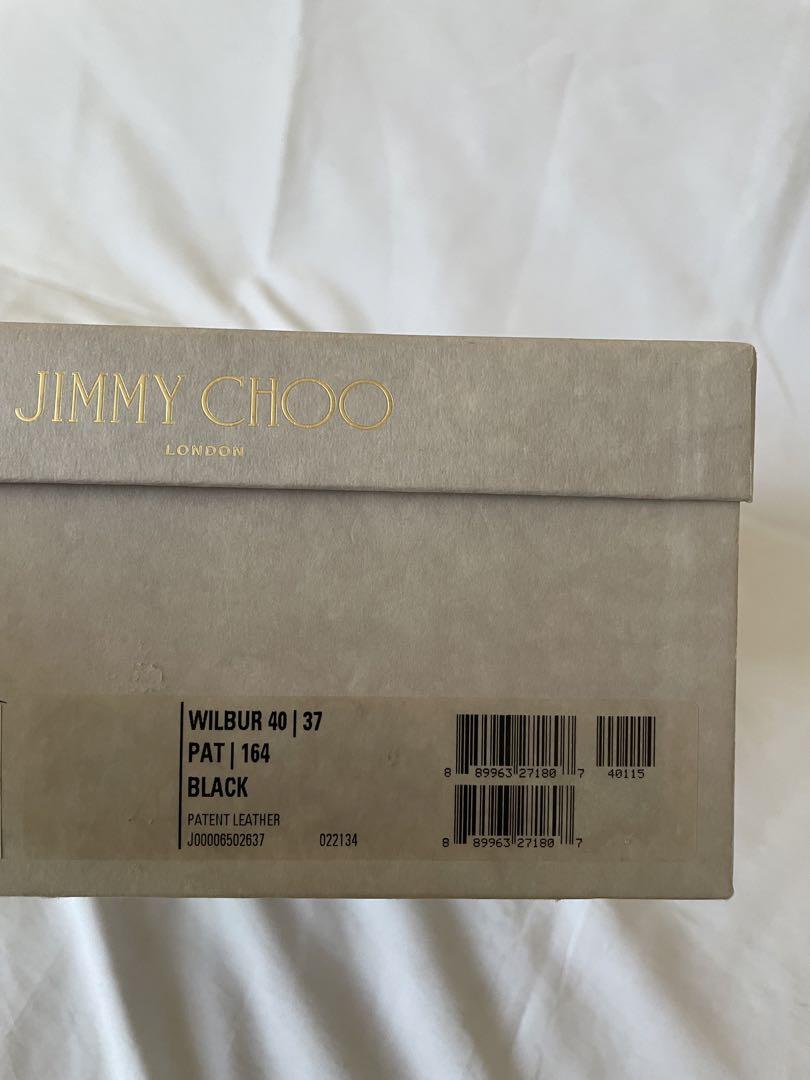 JIMMY CHOO
LONDON
WILBUR 40 | 37
PAT | 164
BLACK
PATENT LEATHER
J00006502637 022134
8 89963 27180 7 40115
8 89963 27180 7